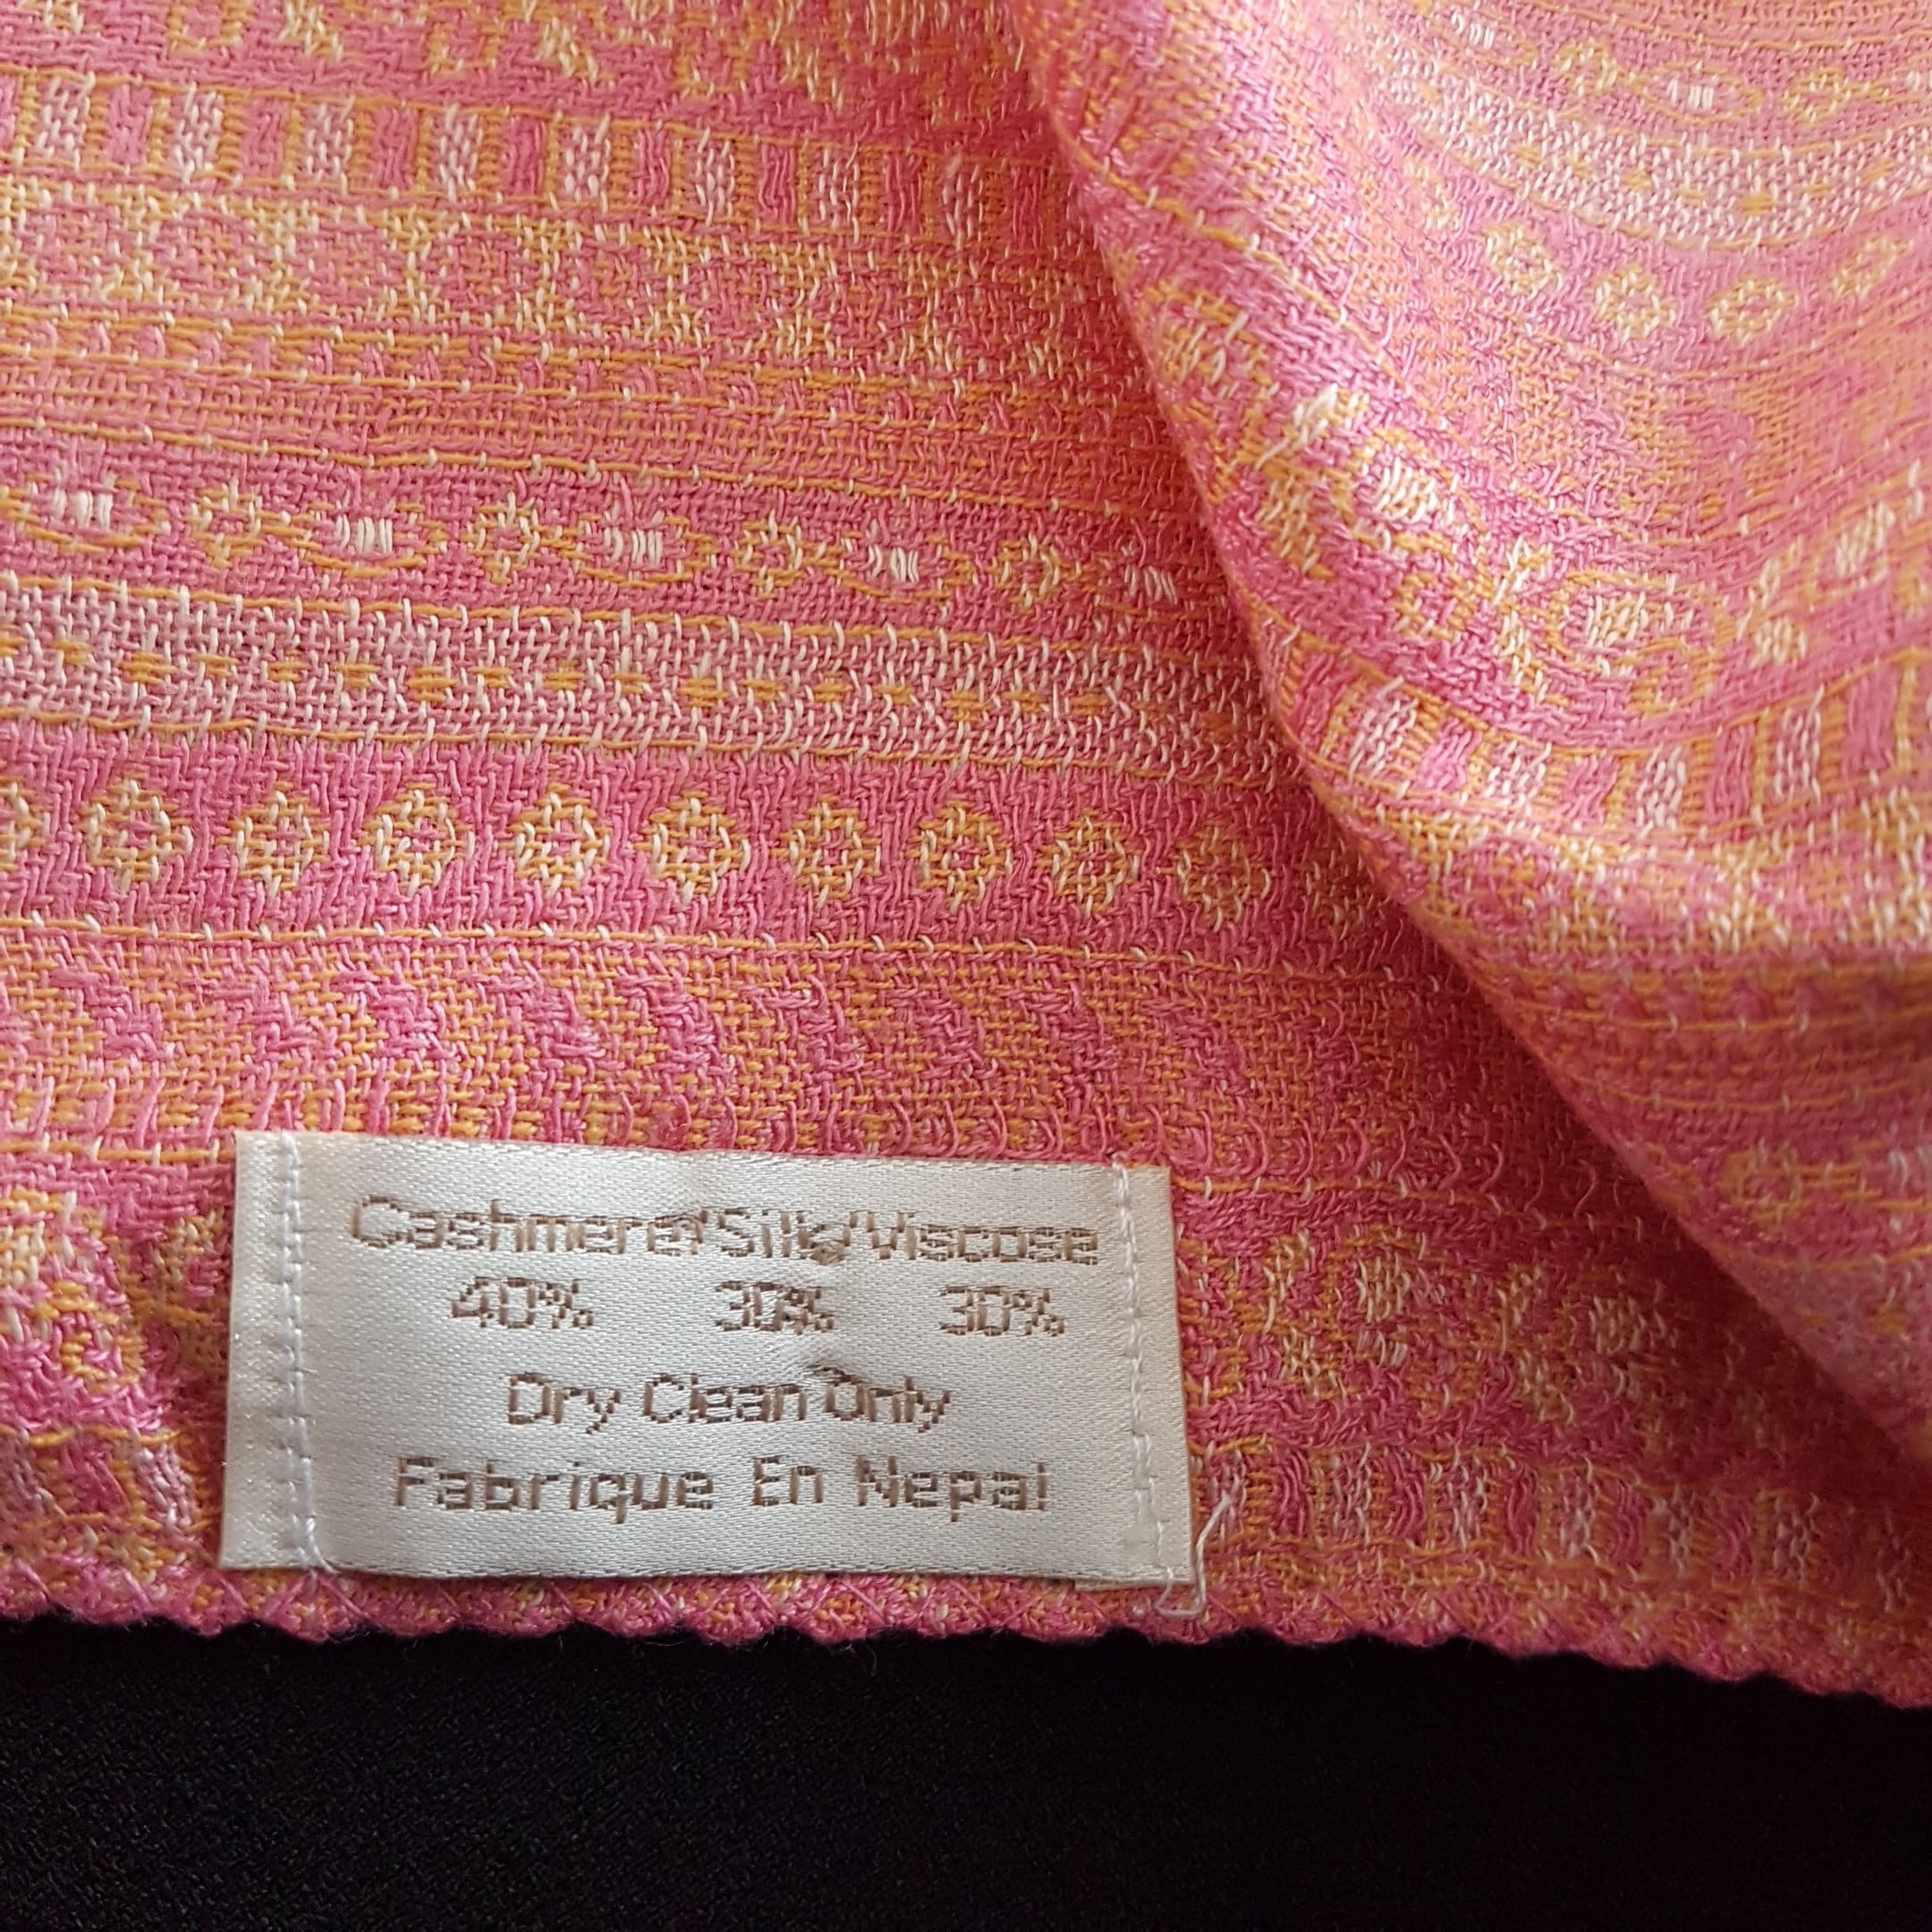 Cashmere/Silk/Viscose
40% 30% 30%
Dry Clean Only
Fabrique En Nepal